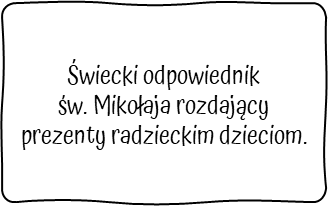 Świecki odpowiednik
św. Mikołaja rozdający
prezenty radzieckim dzieciom.